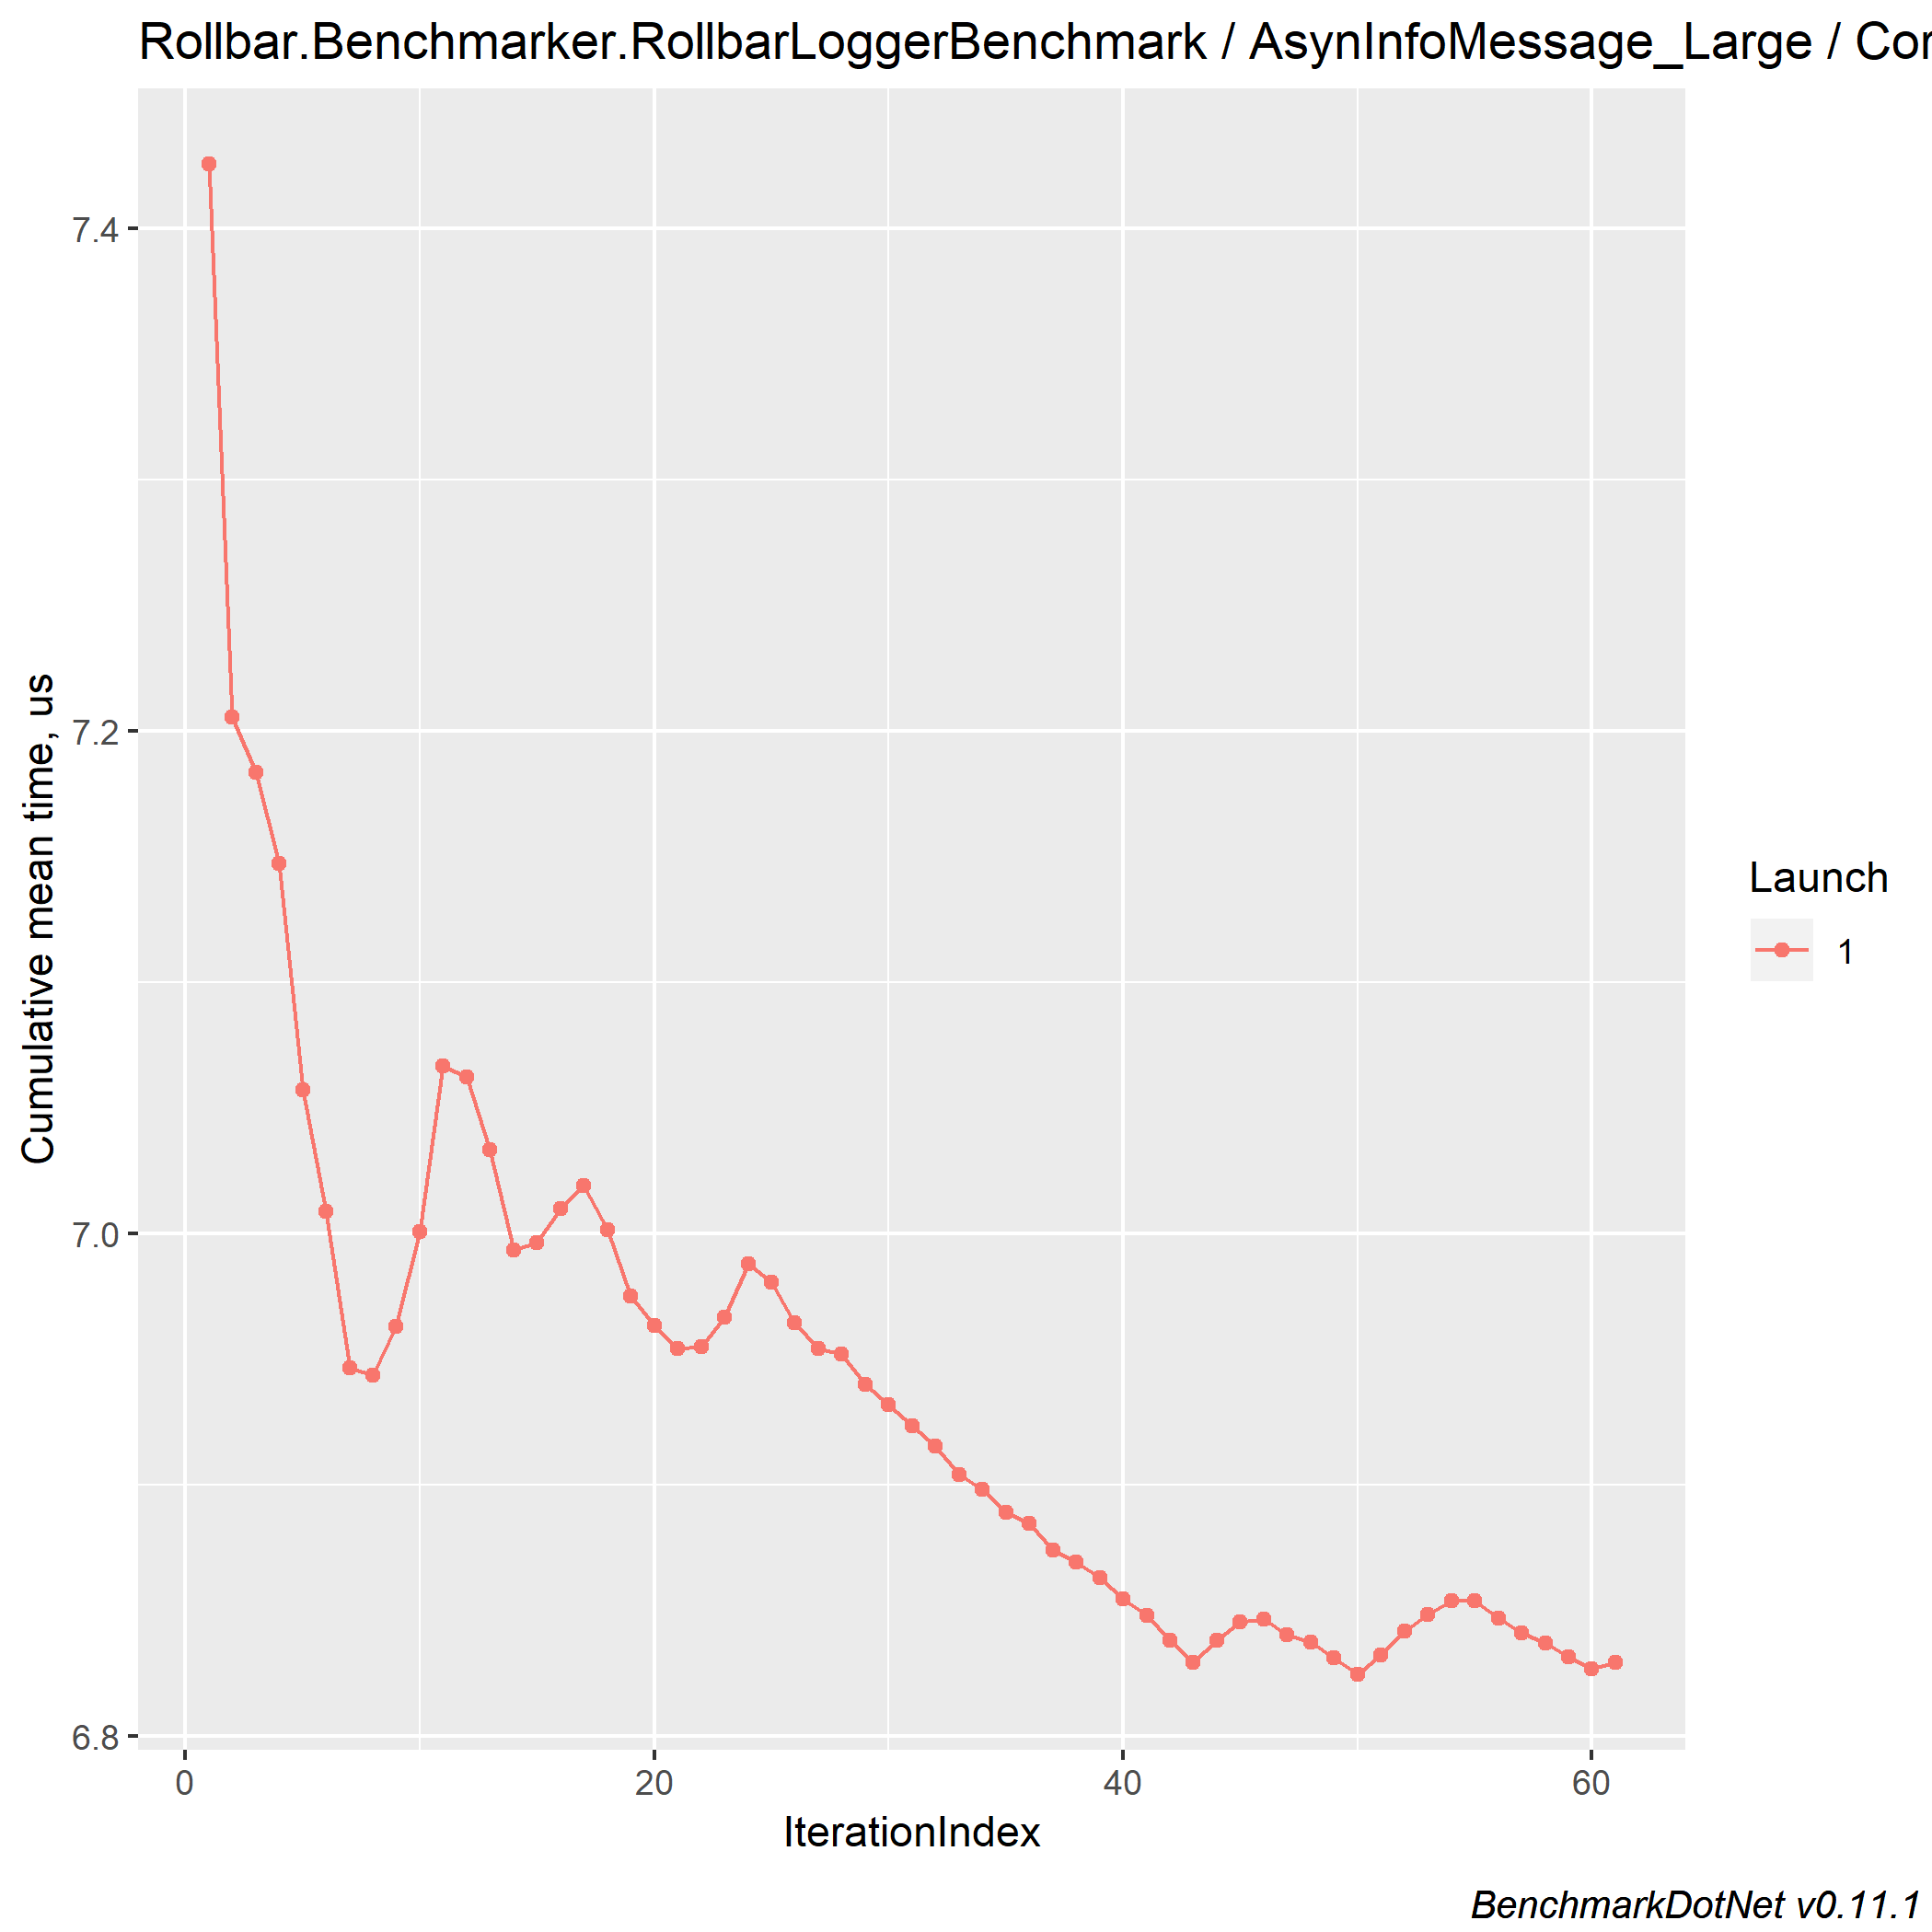 Rollbar.Benchmarker.RollbarLoggerBenchmark / AsynInfoMessage_Large /
7.4
7.2
7.0
6.8
Cumulative mean time, us
0 20 40 60
IterationIndex
Launch
1
BenchmarkDotNet v0.11.1